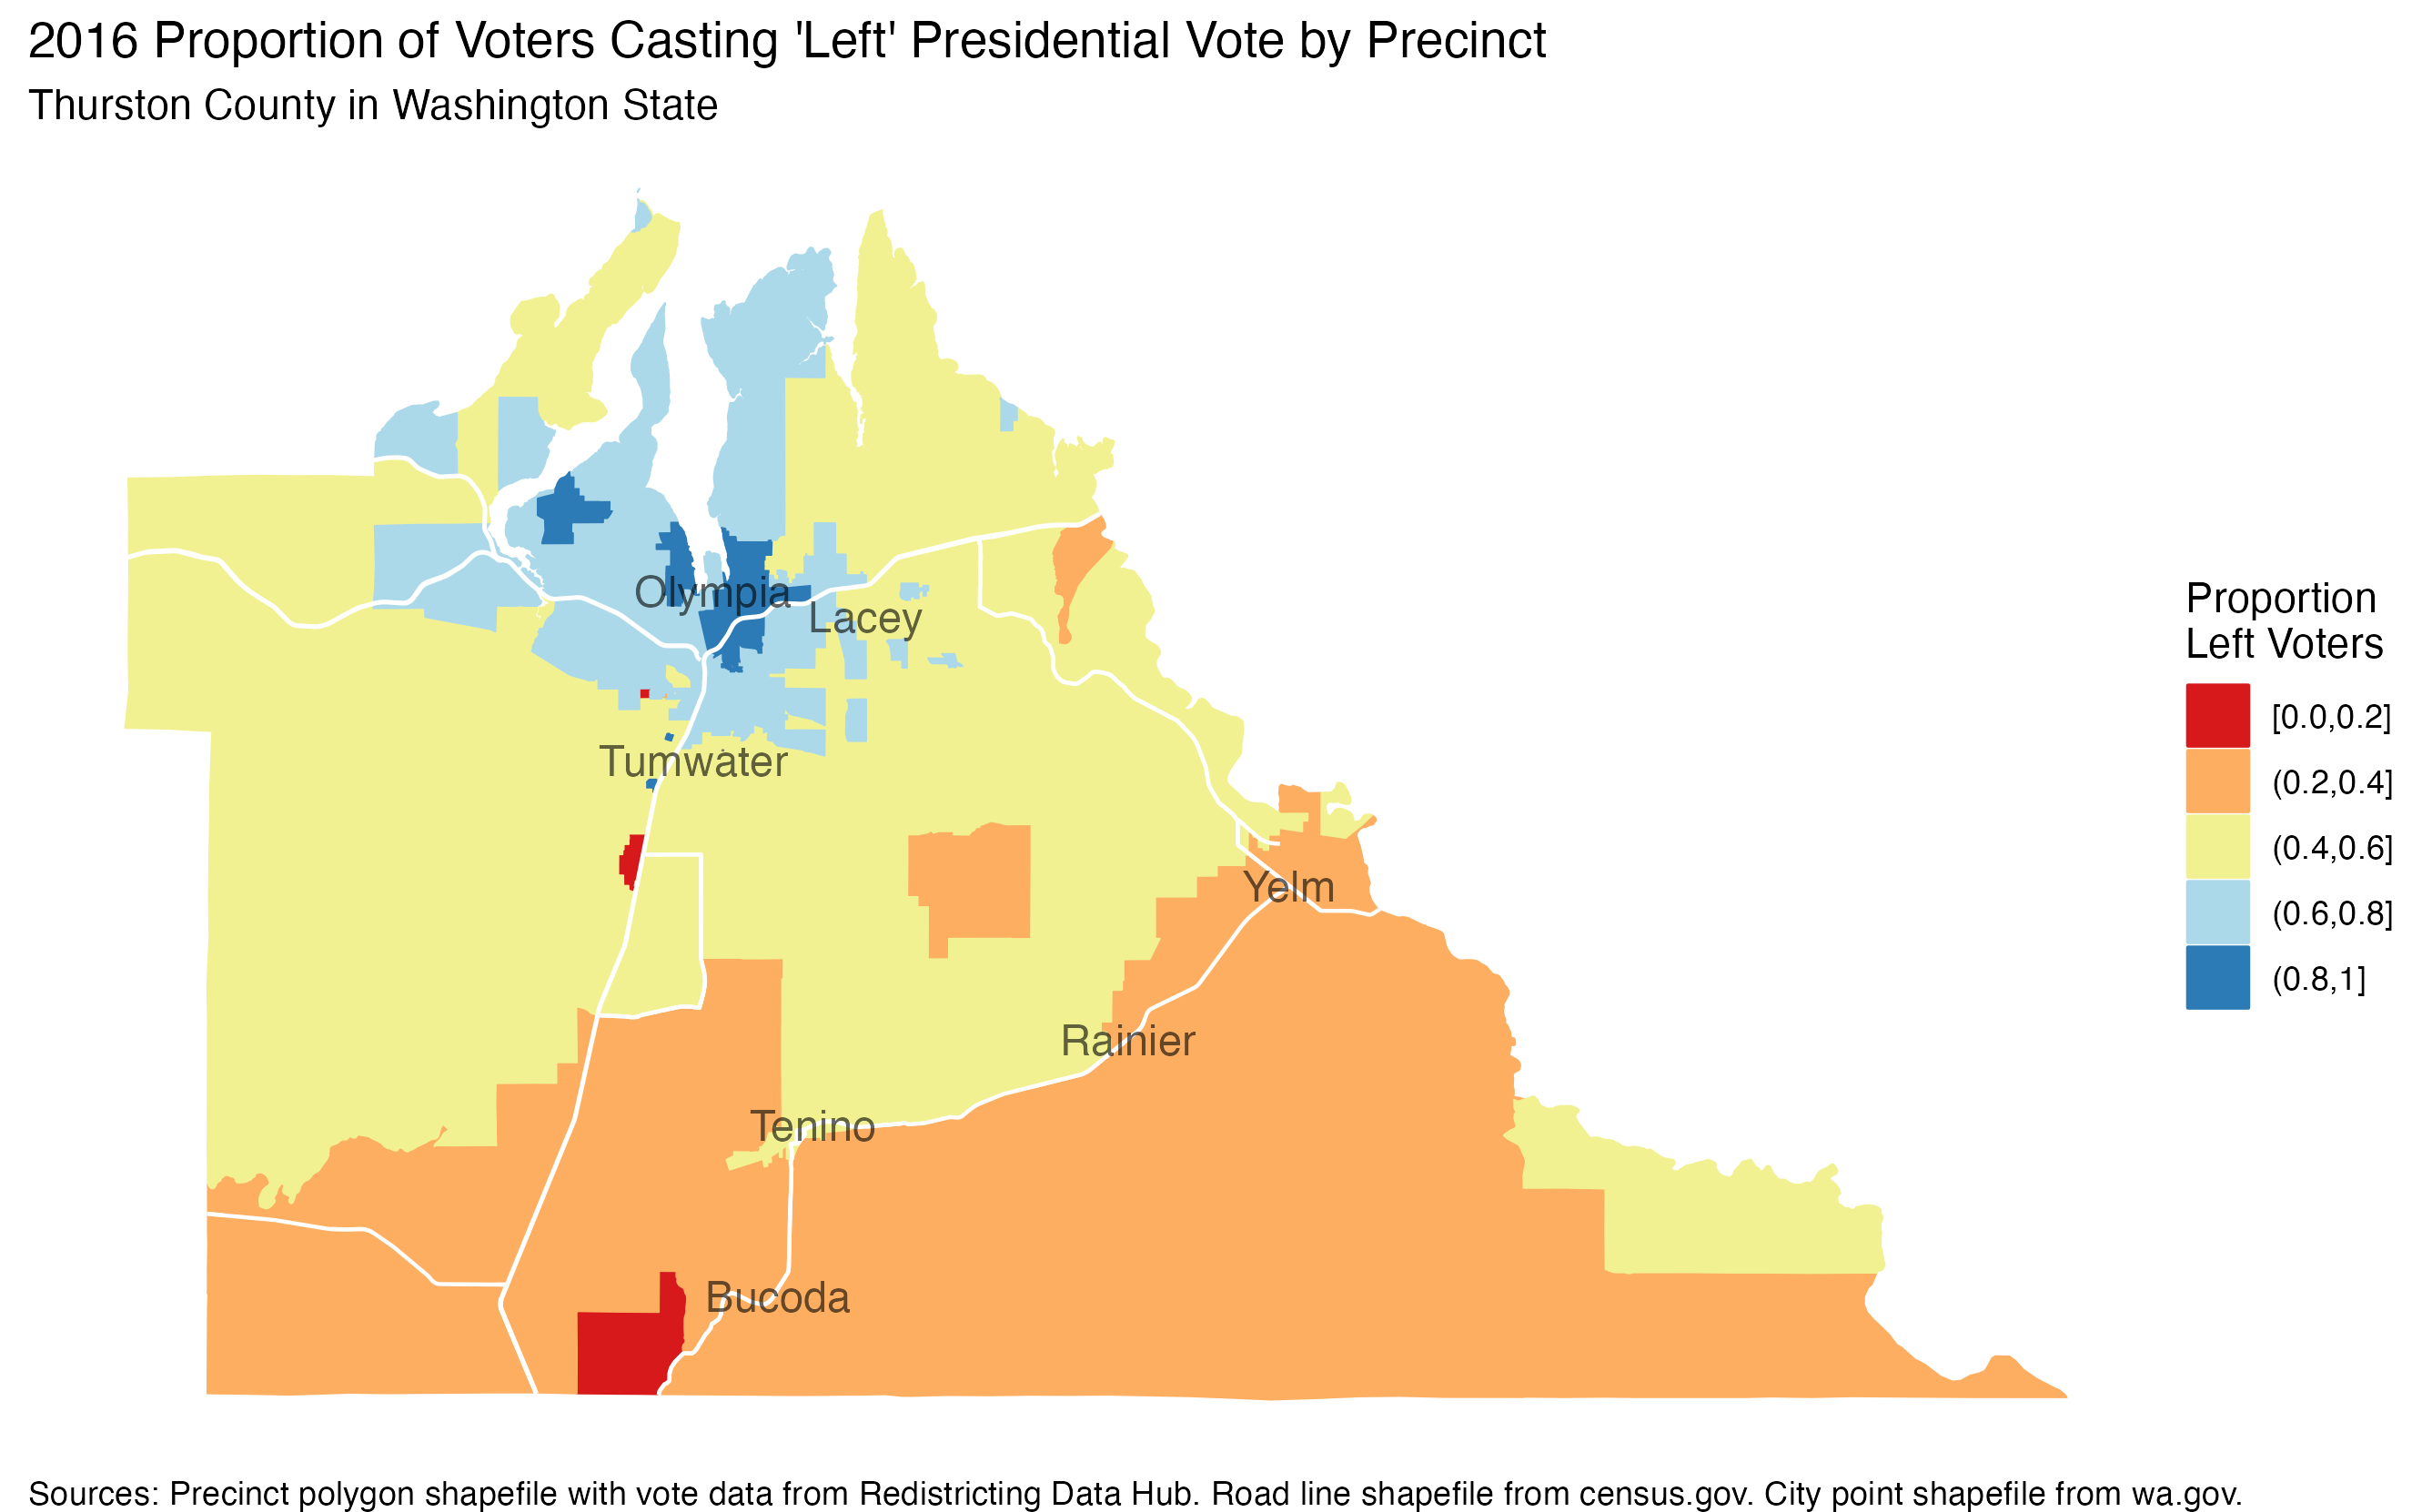 2016 Proportion of Voters Casting 'Left' Presidential Vote by Precinct
Thurston County in Washington State
Olympia
Lacey
Tumwater
Yelm
Rainier
Tenino
Bucoda
Proportion
Left Voters
[0.0,0.2]
(0.2,0.4]
(0.4,0.6]
(0.6,0.8]
(0.8,1]
Sources: Precinct polygon shapefile with vote data from Redistricting Data Hub. Road line shapefile from census.gov. City point shapefile from wa.gov.